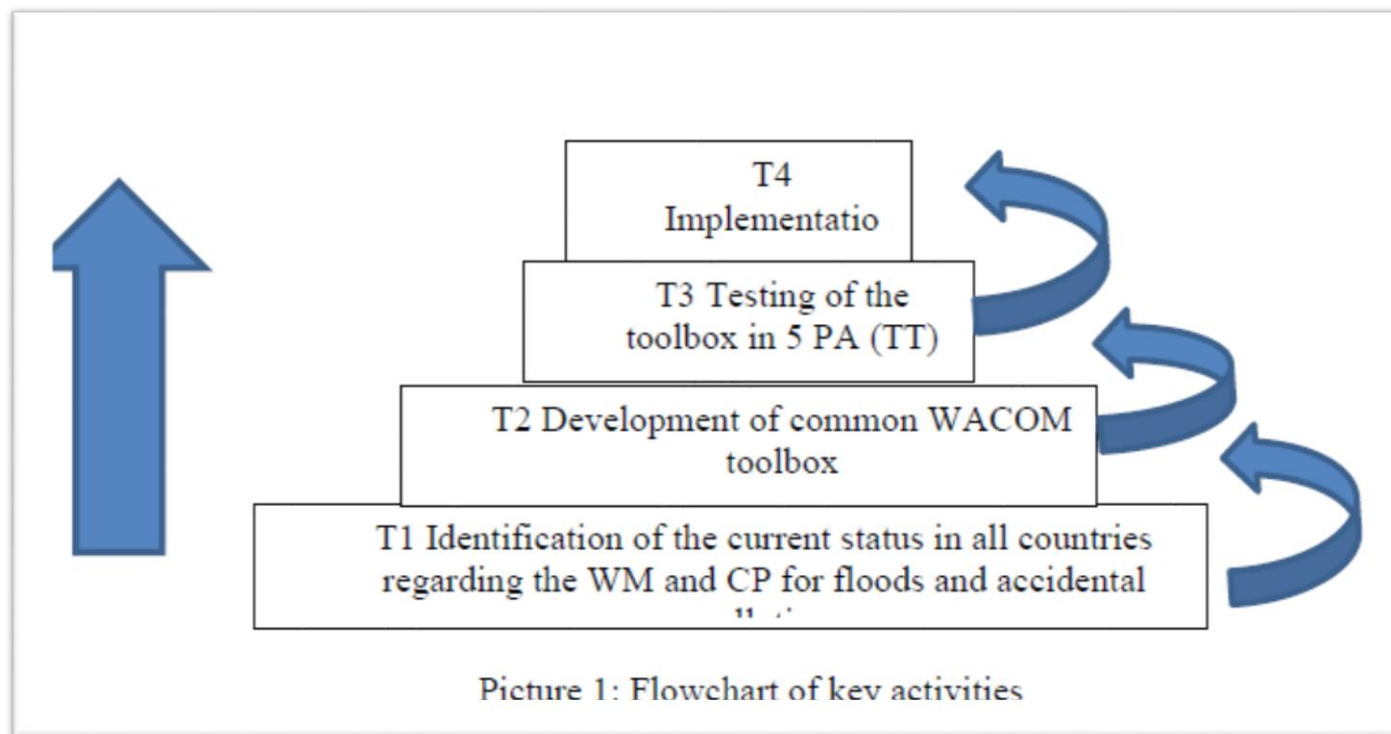 T4
Implementatio
T3 Testing of the
toolbox in 5 PA (TT)
T2 Development of common WACOM
toolbox
T1 Identification of the current status in all countries
regarding the WM and CP for floods and accidental
Picture 1: Flowchart of key activities